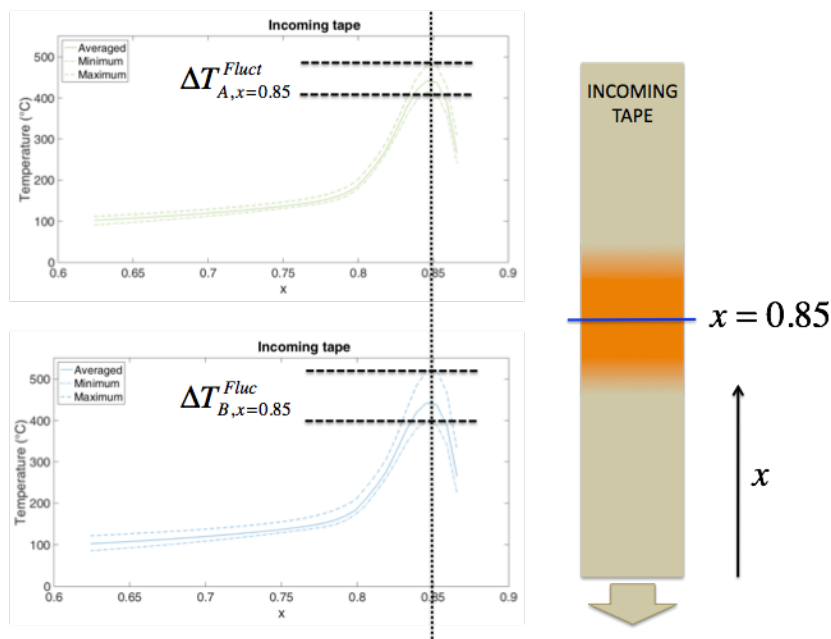 Incoming tape
Averaged
Minimum
Maximum
ΔT^{Fluct}_{A,x=0.85}
Temperature (°C)
500
400
300
200
100
0
0.6
0.65
0.7
0.75
0.8
0.85
0.9
x
Incoming tape
Averaged
Minimum
Maximum
ΔT^{Fluc}_{B,x=0.85}
Temperature (°C)
500
400
300
200
100
0
0.6
0.65
0.7
0.75
0.8
0.85
0.9
x
INCOMING
TAPE
x = 0.85
x